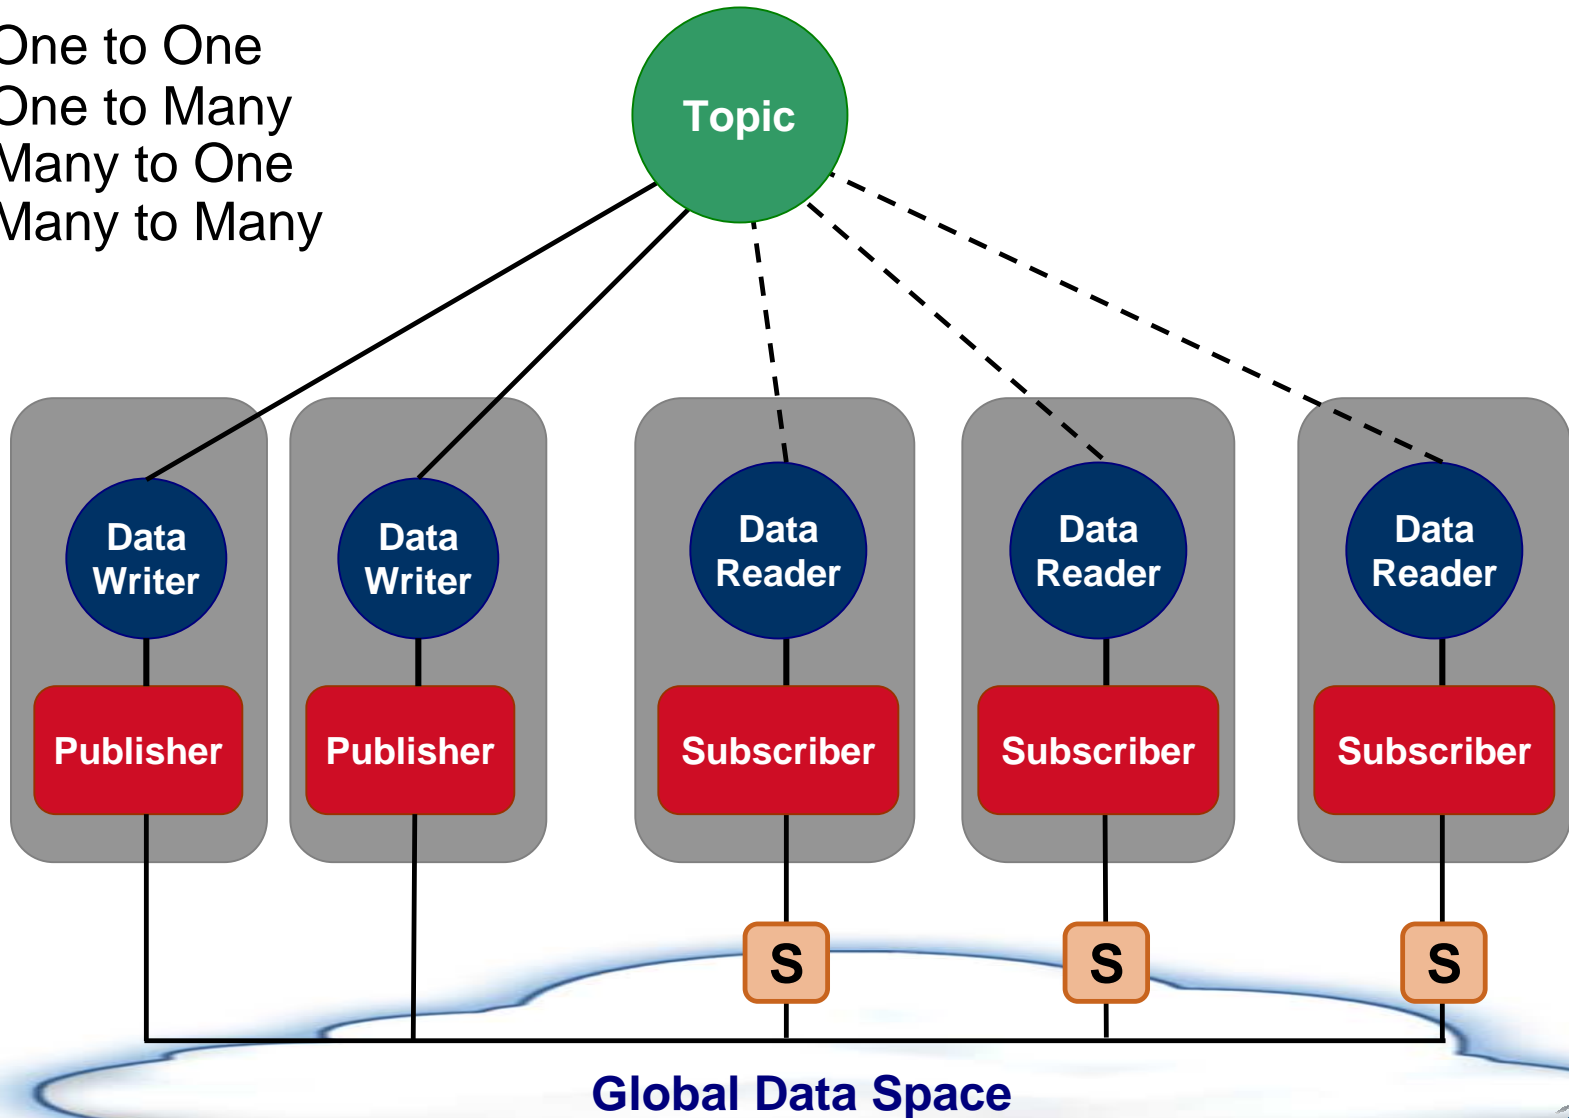 One to One
One to Many
Many to One
Many to Many
Topic
Data
Writer
Data
Writer
Data
Reader
Data
Reader
Data
Reader
Publisher
Publisher
Subscriber
Subscriber
Subscriber
S
S
S
Global Data Space